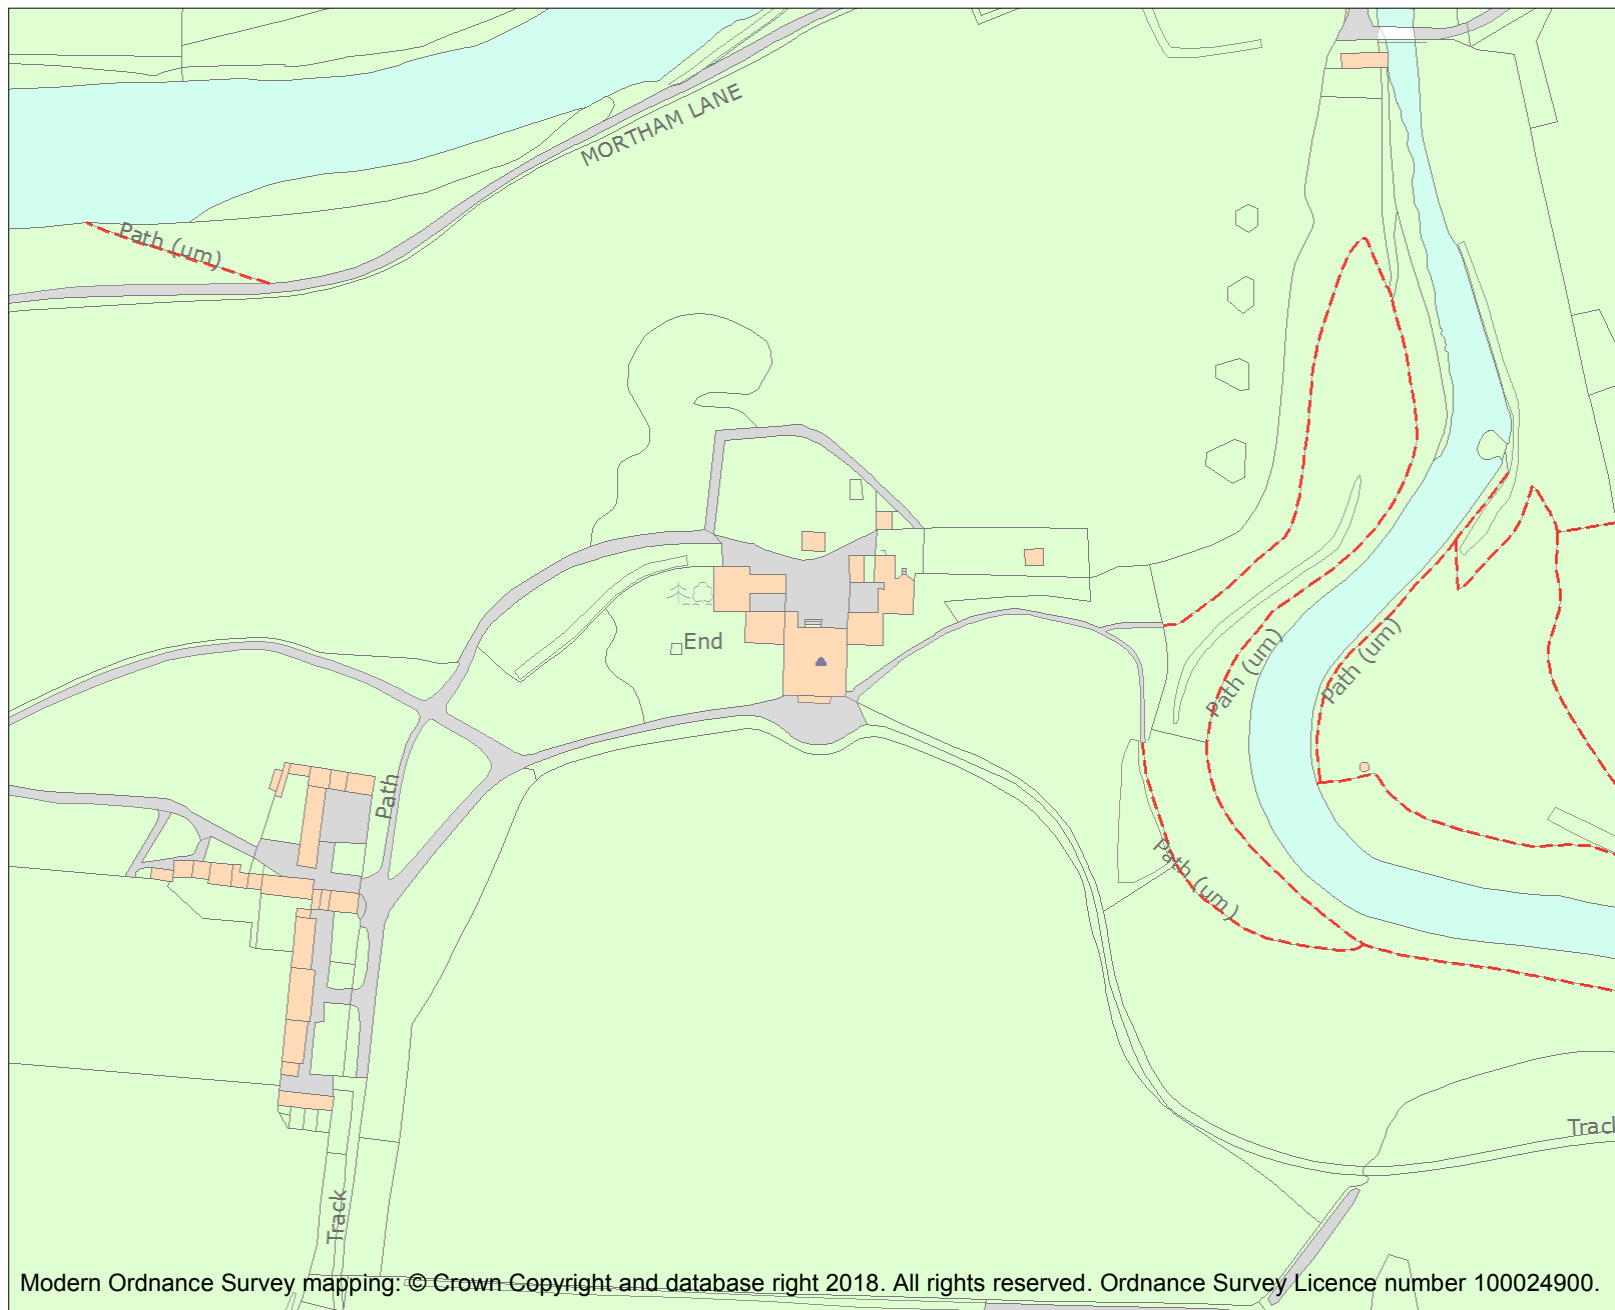 MORTHAM LANE
Path (um)
End
Path (um)
Path (um)
Path
Path (um)
Trac
Track
Modern Ordnance Survey mapping: © Crown Copyright and database right 2018. All rights reserved. Ordnance Survey Licence number 100024900.